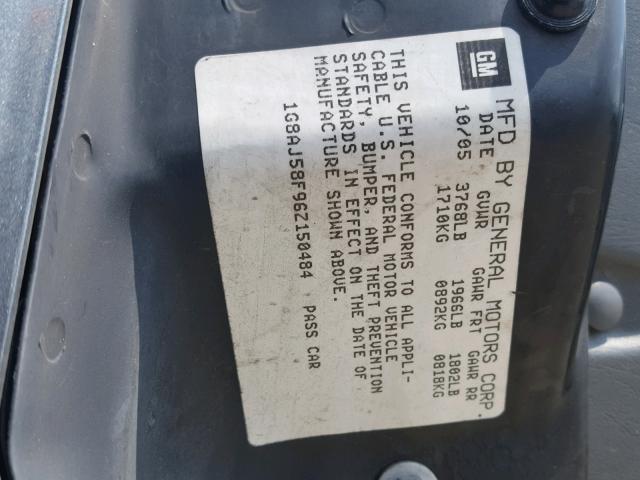 GM
MFD BY GENERAL MOTORS CORP.
DATE GVWR GAWR FRT GAWR RR
10/05 3768LB 1966LB 1802LB
1710KG 0892KG 0818KG
THIS VEHICLE CONFORMS TO ALL APPLI-
CABLE U.S. FEDERAL MOTOR VEHICLE
SAFETY, BUMPER, AND THEFT PREVENTION
STANDARDS IN EFFECT ON THE DATE OF
MANUFACTURE SHOWN ABOVE.
1G8AJ58F96Z150484 PASS CAR